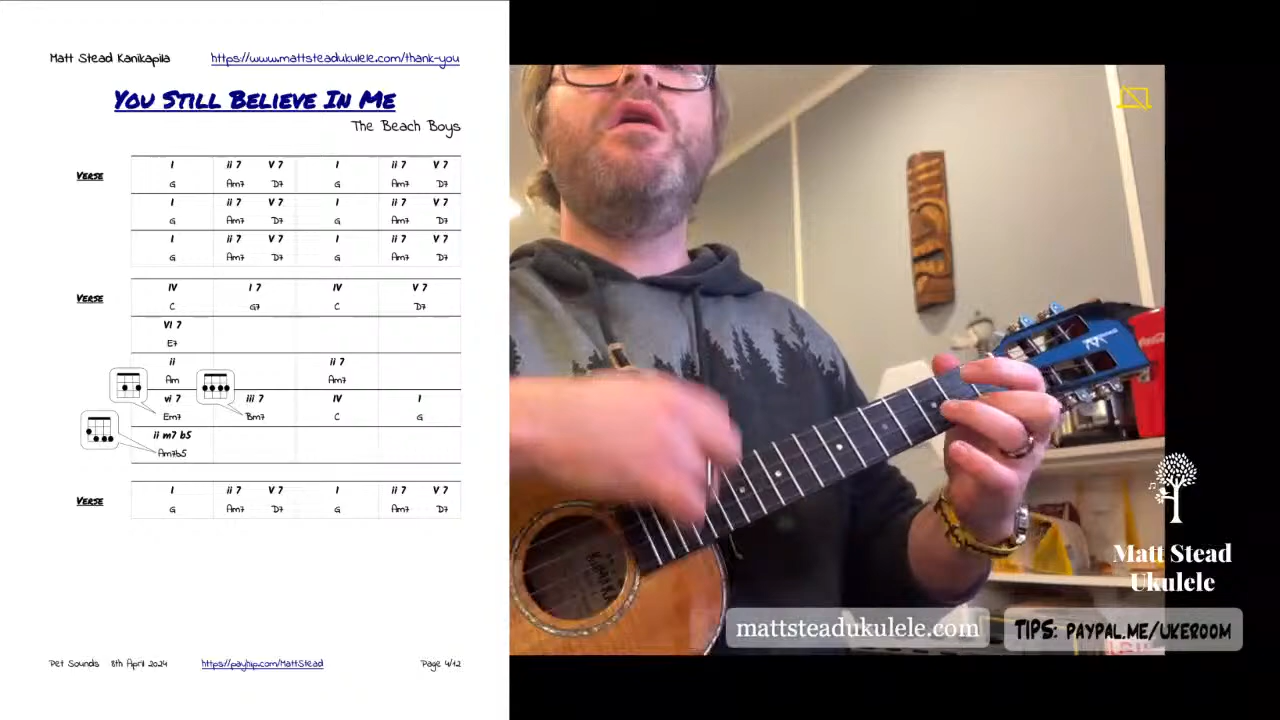 Matt Stead Kanikapila https://www.mattsteadukulele.com/thank-you
You Still Believe In Me
The Beach Boys
I ii 7 V 7 I ii 7 V 7
Verse
G Am7 D7 G Am7 D7
I ii 7 V 7 I ii 7 V 7
G Am7 D7 G Am7 D7
I ii 7 V 7 I ii 7 V 7
G Am7 D7 G Am7 D7
IV I 7 IV V 7
Verse
C G7 C D7
VI 7
E7
ii ii 7
Am Am7
vi 7 iii 7 IV I
Em7 Bm7 C G
ii m7 b5
Am7b5
I ii 7 V 7 I ii 7 V 7
Verse
G Am7 D7 G Am7 D7
Pet Sounds 8th April 2024 https://payhip.com/MattStead Page 4/12
Matt Stead
Ukulele
mattsteadukulele.com
TIPS: PAYPAL.ME/UKEROOM